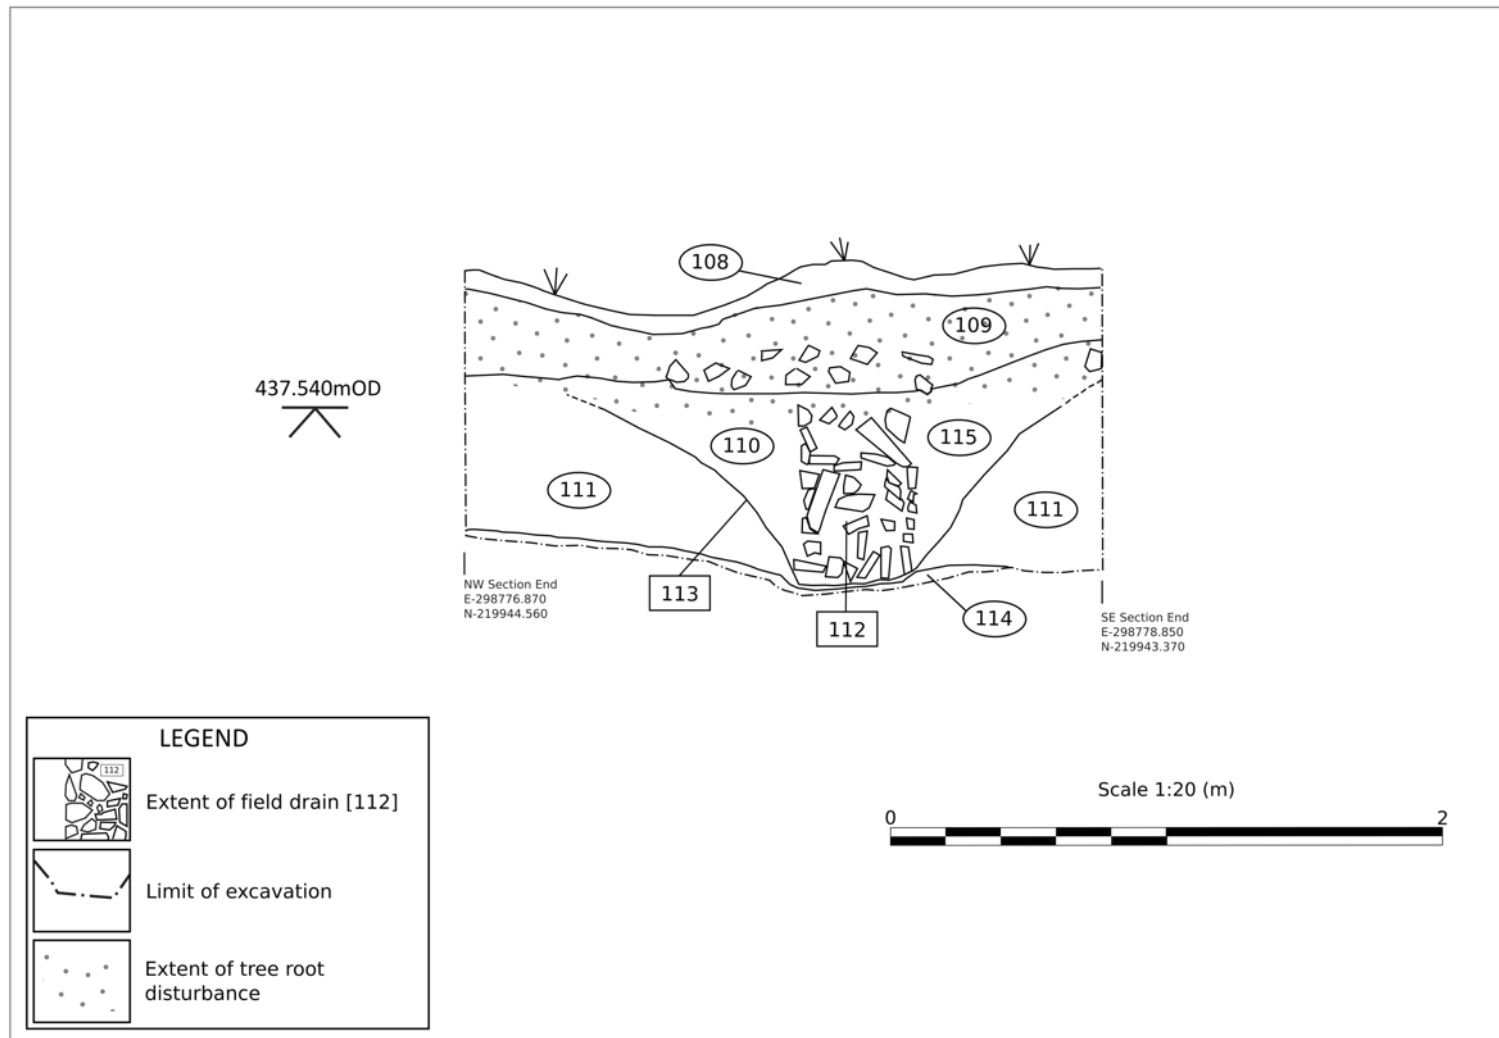 108
109
437.540mOD
110
115
111
111
NW Section End
E-298776.870
N-219944.560
113
112
114
SE Section End
E-298778.850
N-219943.370
LEGEND
112
Extent of field drain [112]
Limit of excavation
Extent of tree root
disturbance
Scale 1:20 (m)
0 2